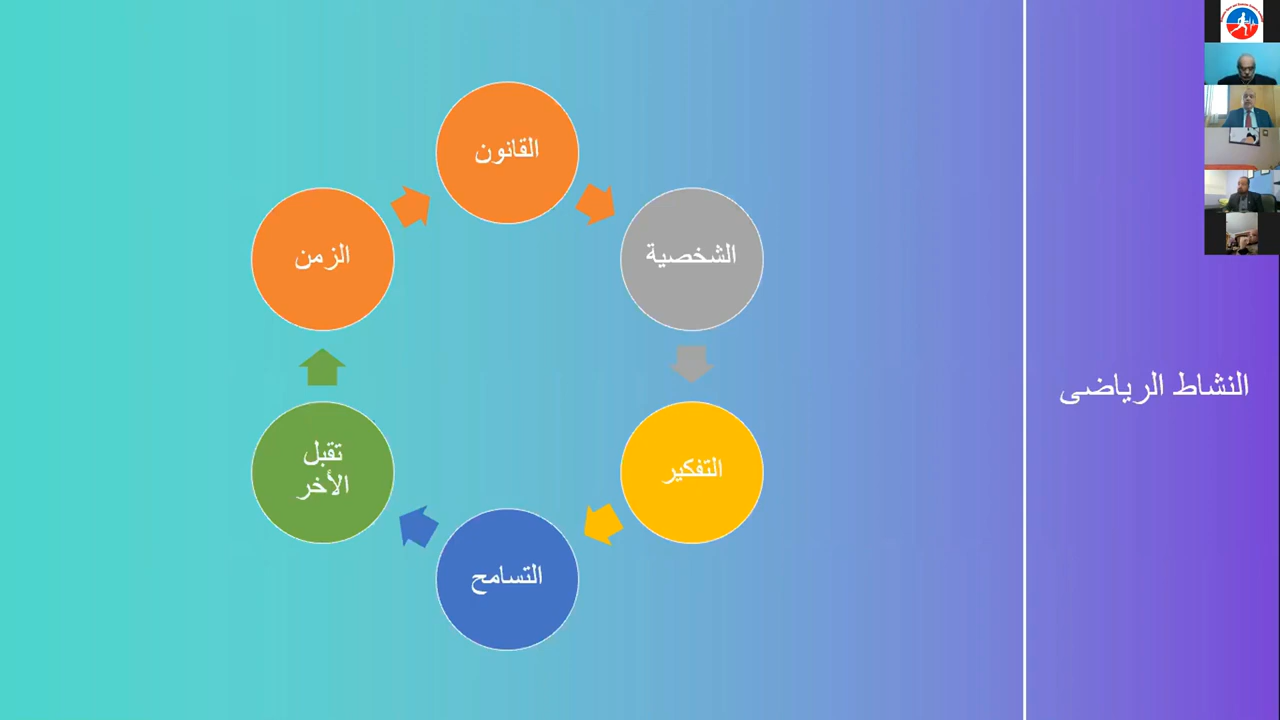 النشاط الرياضى
القانون
الشخصية
التفكير
التسامح
تقبل
الأخر
الزمن